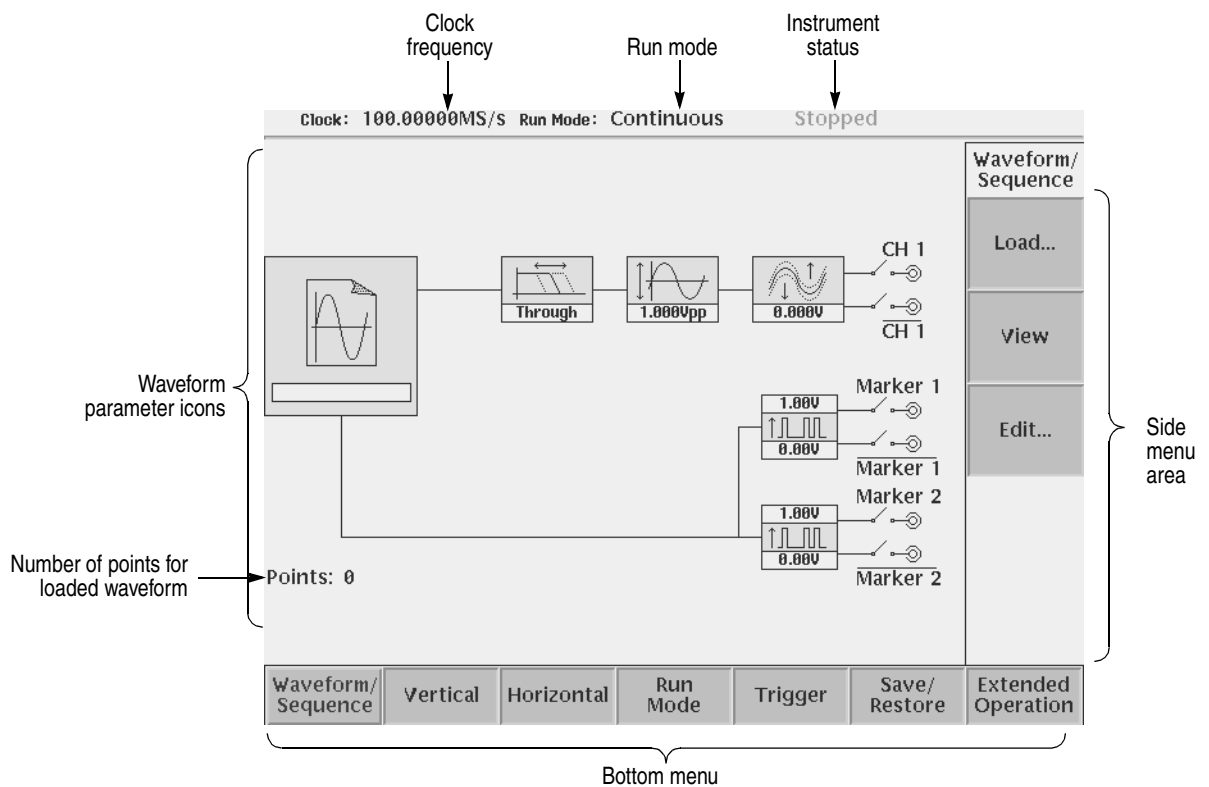 Clock
frequency
Run mode
Instrument
status
Clock: 100.00000MS/s Run Mode: Continuous Stopped
Waveform/
Sequence
Load...
View
Edit...
CH 1
CH 1
Through
1.000Vpp
0.000V
Marker 1
1.00V
0.00V
Marker 1
Marker 2
1.00V
0.00V
Marker 2
Waveform
parameter icons
Side
menu
area
Number of points for
loaded waveform
Points: 0
Waveform/
Sequence
Vertical
Horizontal
Run
Mode
Trigger
Save/
Restore
Extended
Operation
Bottom menu